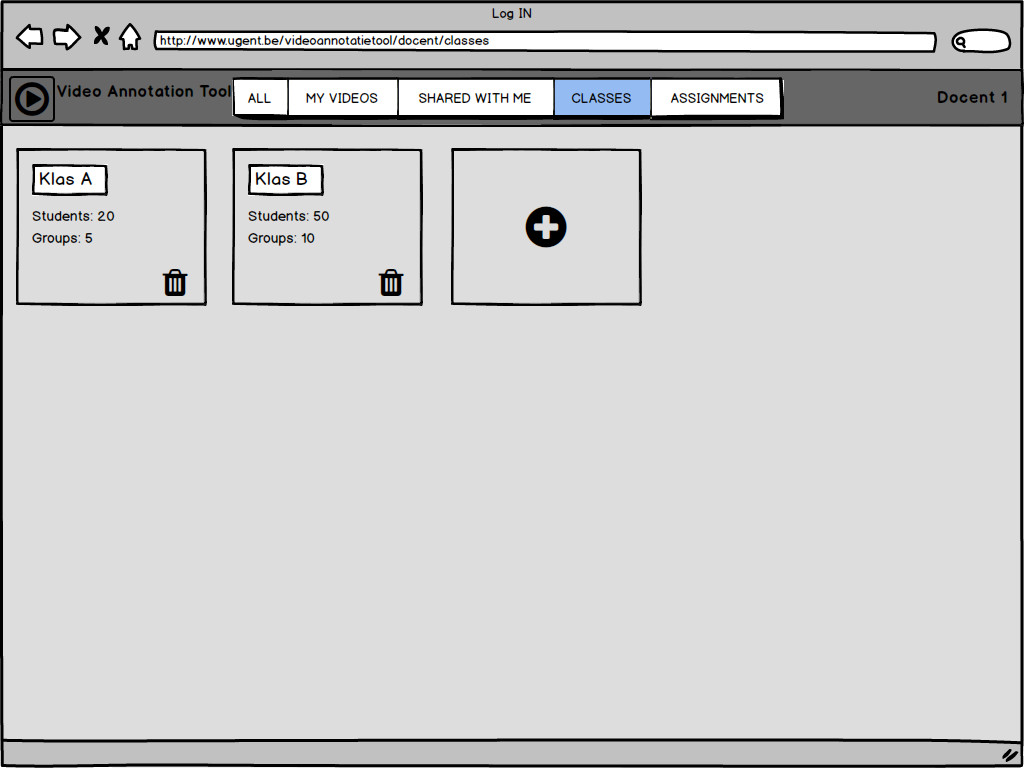 Log IN
http://www.ugent.be/videoannotatietool/docent/classes
Video Annotation Tool
ALL
MY VIDEOS
SHARED WITH ME
CLASSES
ASSIGNMENTS
Docent 1
Klas A
Students: 20
Groups: 5
Klas B
Students: 50
Groups: 10